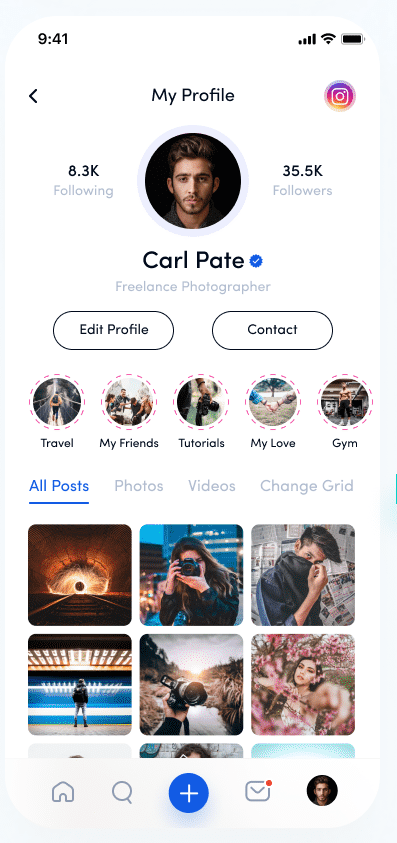 9:41
My Profile
8.3K
Following
35.5K
Followers
Carl Pate
Freelance Photographer
Edit Profile
Contact
Travel
My Friends
Tutorials
My Love
Gym
All Posts
Photos
Videos
Change Grid